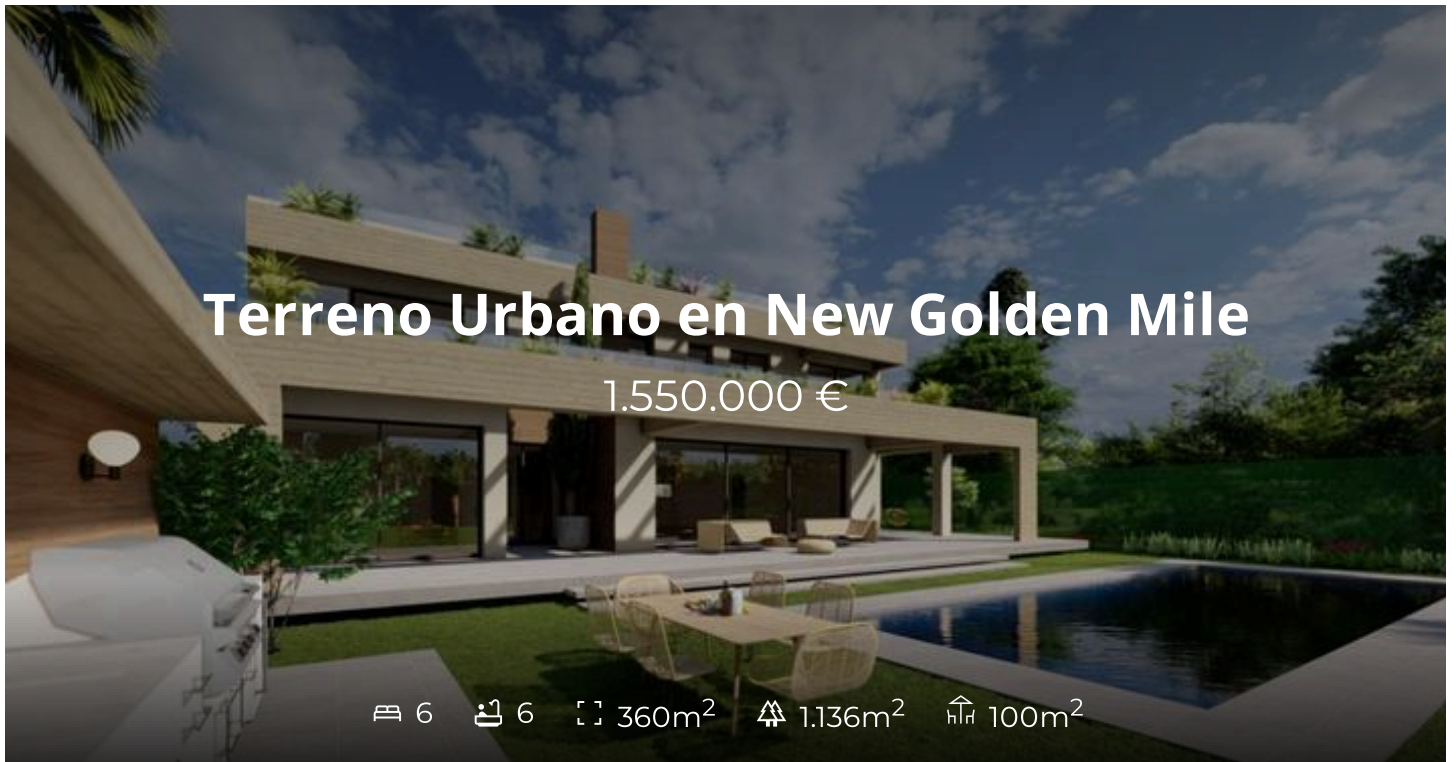 Terreno Urbano en New Golden Mile
1.550.000 €
6 6 360m² 1.136m² 100m²